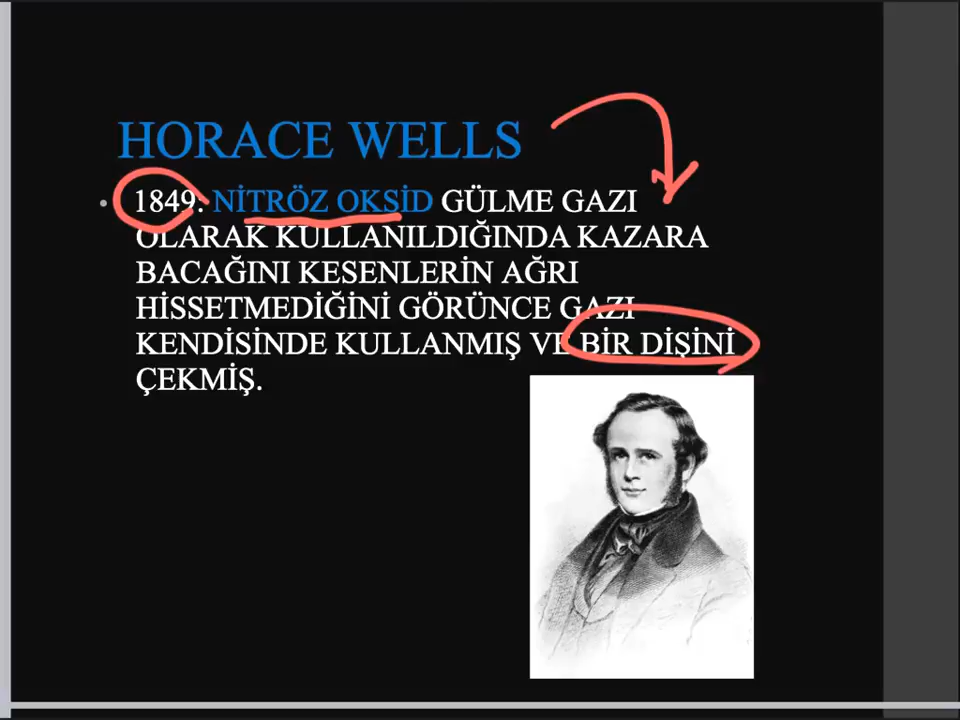 HORACE WELLS
• 1849: NİTRÖZ OKSİD GÜLME GAZI
OLARAK KULLANILDIĞINDA KAZARA
BACAĞINI KESENLERİN AĞRI
HİSSETMEDİĞİNİ GÖRÜNCE GAZI
KENDİSİNDE KULLANMIŞ VE BİR DİŞİNİ
ÇEKMİŞ.